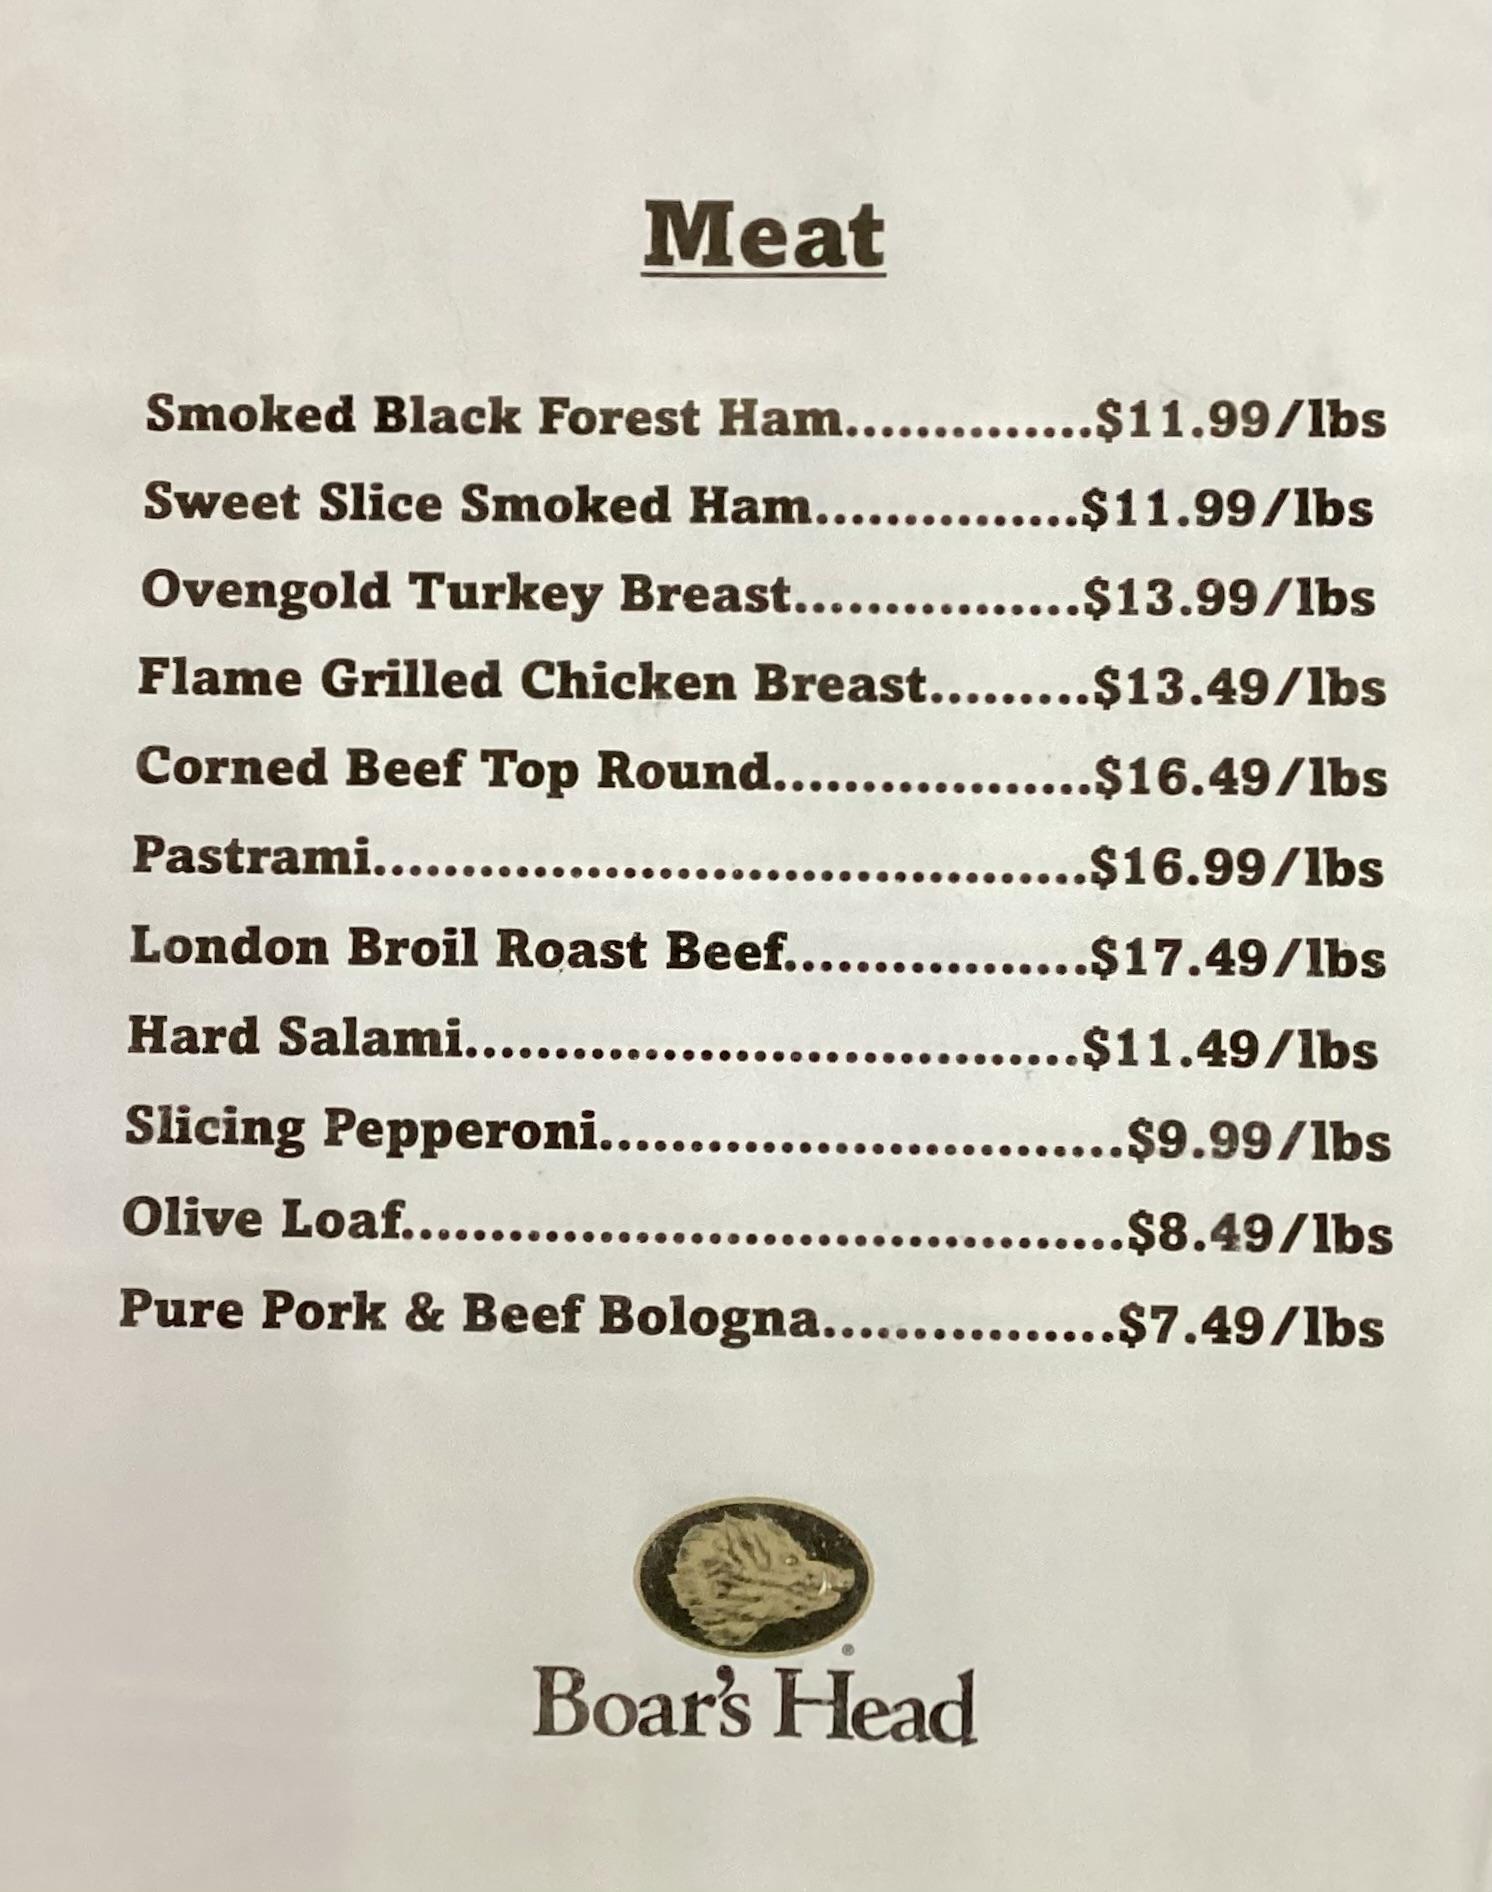 Meat
Smoked Black Forest Ham..............$11.99/lbs
Sweet Slice Smoked Ham...............$11.99/lbs
Ovengold Turkey Breast................$13.99/lbs
Flame Grilled Chicken Breast.........$13.49/lbs
Corned Beef Top Round..................$16.49/lbs
Pastrami........................................$16.99/lbs
London Broil Roast Beef.................$17.49/lbs
Hard Salami..................................$11.49/lbs
Slicing Pepperoni.............................$9.99/lbs
Olive Loaf........................................$8.49/lbs
Pure Pork & Beef Bologna................$7.49/lbs
®
Boar's Head